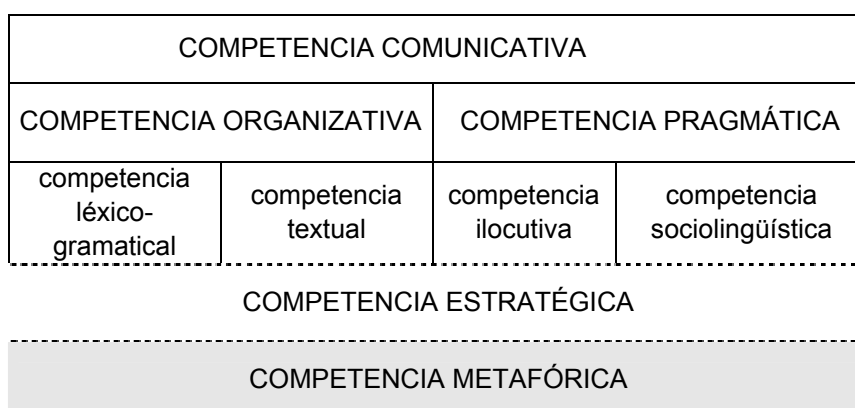 COMPETENCIA COMUNICATIVA
COMPETENCIA ORGANIZATIVA
COMPETENCIA PRAGMÁTICA
competencia
léxico-
gramatical
competencia
textual
competencia
ilocutiva
competencia
sociolingüística
COMPETENCIA ESTRATÉGICA
COMPETENCIA METAFÓRICA